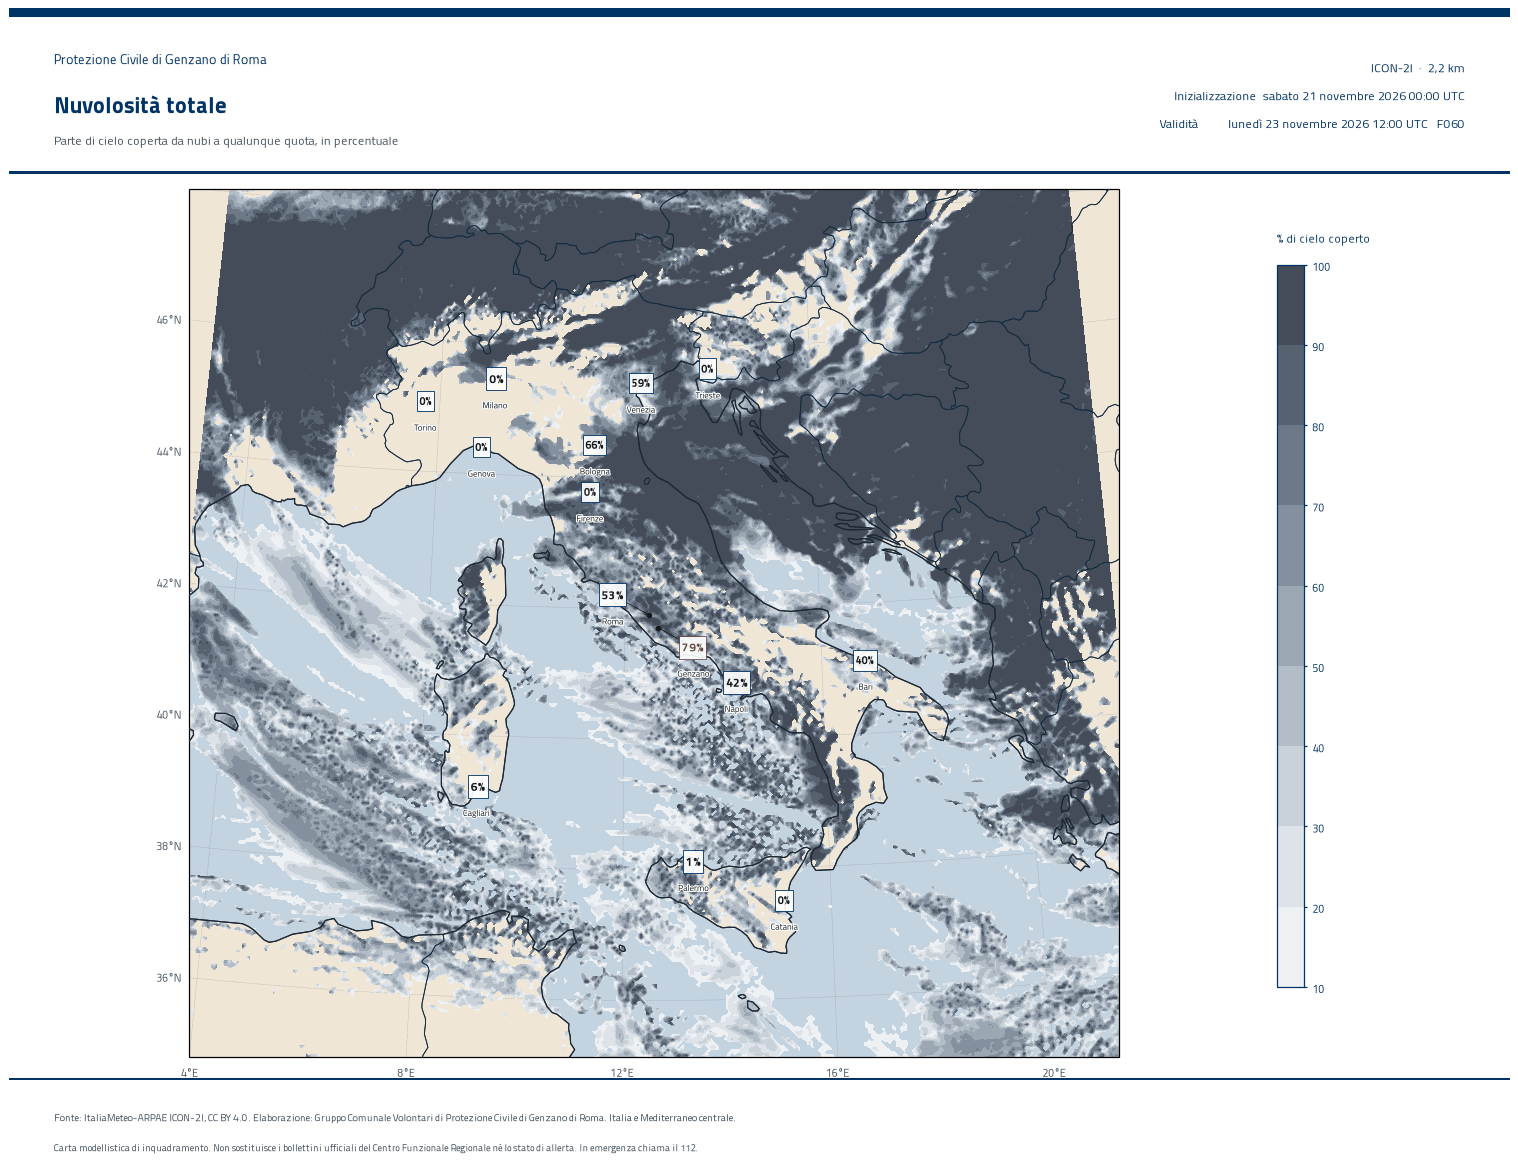 Protezione Civile di Genzano di Roma
Nuvolosità totale
Parte di cielo coperta da nubi a qualunque quota, in percentuale
ICON-2I · 2,2 km
Inizializzazione sabato 21 novembre 2026 00:00 UTC
Validità lunedì 23 novembre 2026 12:00 UTC F060
% di cielo coperto
100
90
80
70
60
50
40
30
20
10
46°N
44°N
42°N
40°N
38°N
36°N
4°E
8°E
12°E
16°E
20°E
0%
Torino
0%
Milano
59%
Venezia
0%
Trieste
0%
Genova
66%
Bologna
0%
Firenze
53%
Roma
79%
Genzano
42%
Napoli
40%
Bari
6%
Cagliari
1%
Palermo
0%
Catania
Fonte: ItaliaMeteo-ARPAE ICON-2I, CC BY 4.0. Elaborazione: Gruppo Comunale Volontari di Protezione Civile di Genzano di Roma. Italia e Mediterraneo centrale.
Carta modellistica di inquadramento. Non sostituisce i bollettini ufficiali del Centro Funzionale Regionale né lo stato di allerta. In emergenza chiama il 112.